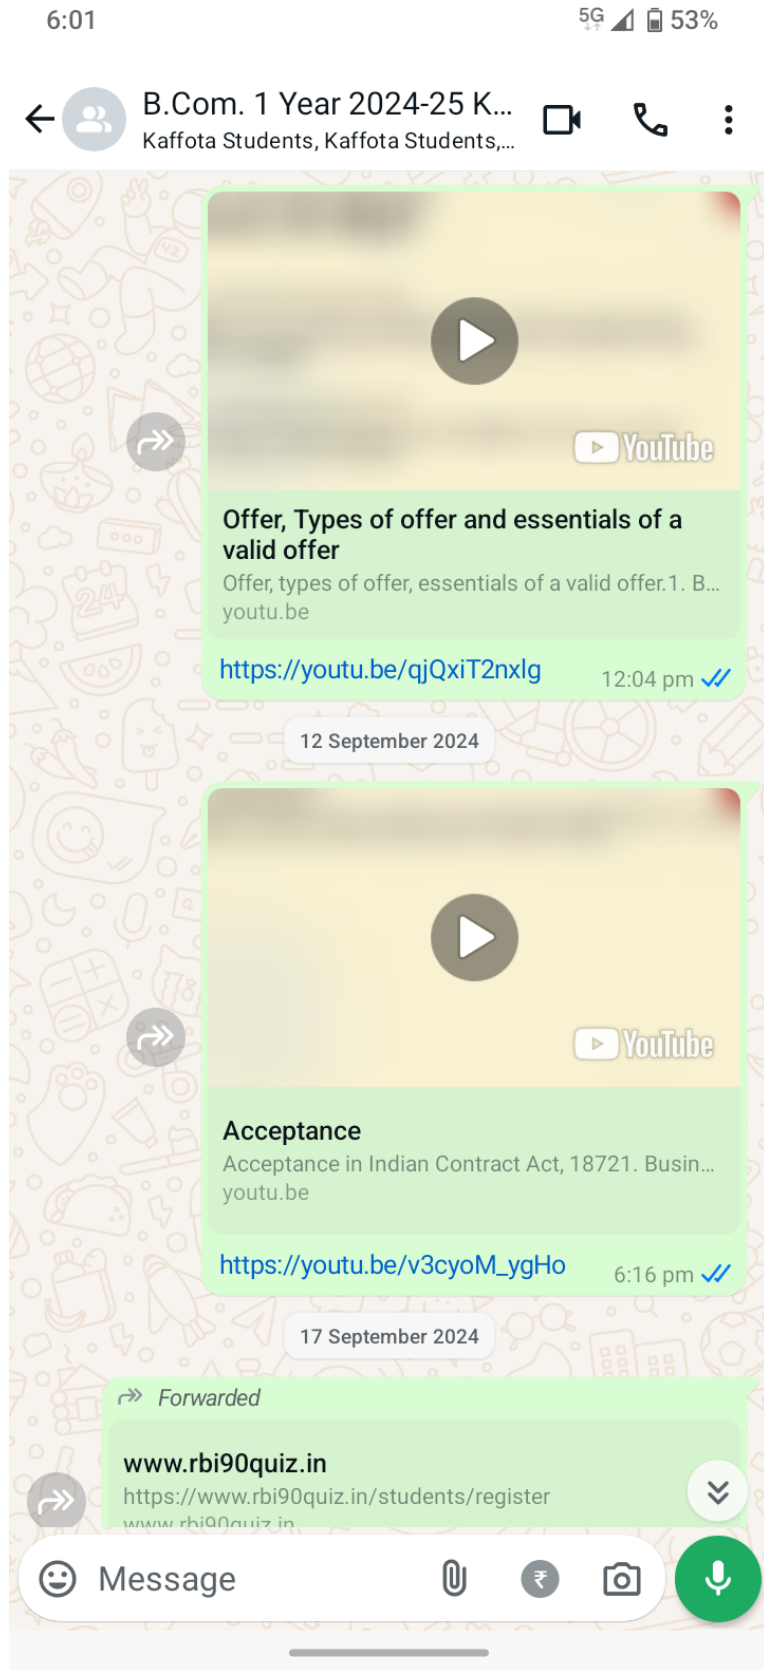 6:01
5G
53%
B.Com. 1 Year 2024-25 K...
Kaffota Students, Kaffota Students,...
YouTube
Offer, Types of offer and essentials of a
valid offer
Offer, types of offer, essentials of a valid offer.1. B...
youtu.be
https://youtu.be/qjQxiT2nxlg
12:04 pm
12 September 2024
YouTube
Acceptance
Acceptance in Indian Contract Act, 18721. Busin...
youtu.be
https://youtu.be/v3cyoM_ygHo
6:16 pm
17 September 2024
Forwarded
www.rbi90quiz.in
https://www.rbi90quiz.in/students/register
www.rbi90quiz.in
Message
₹